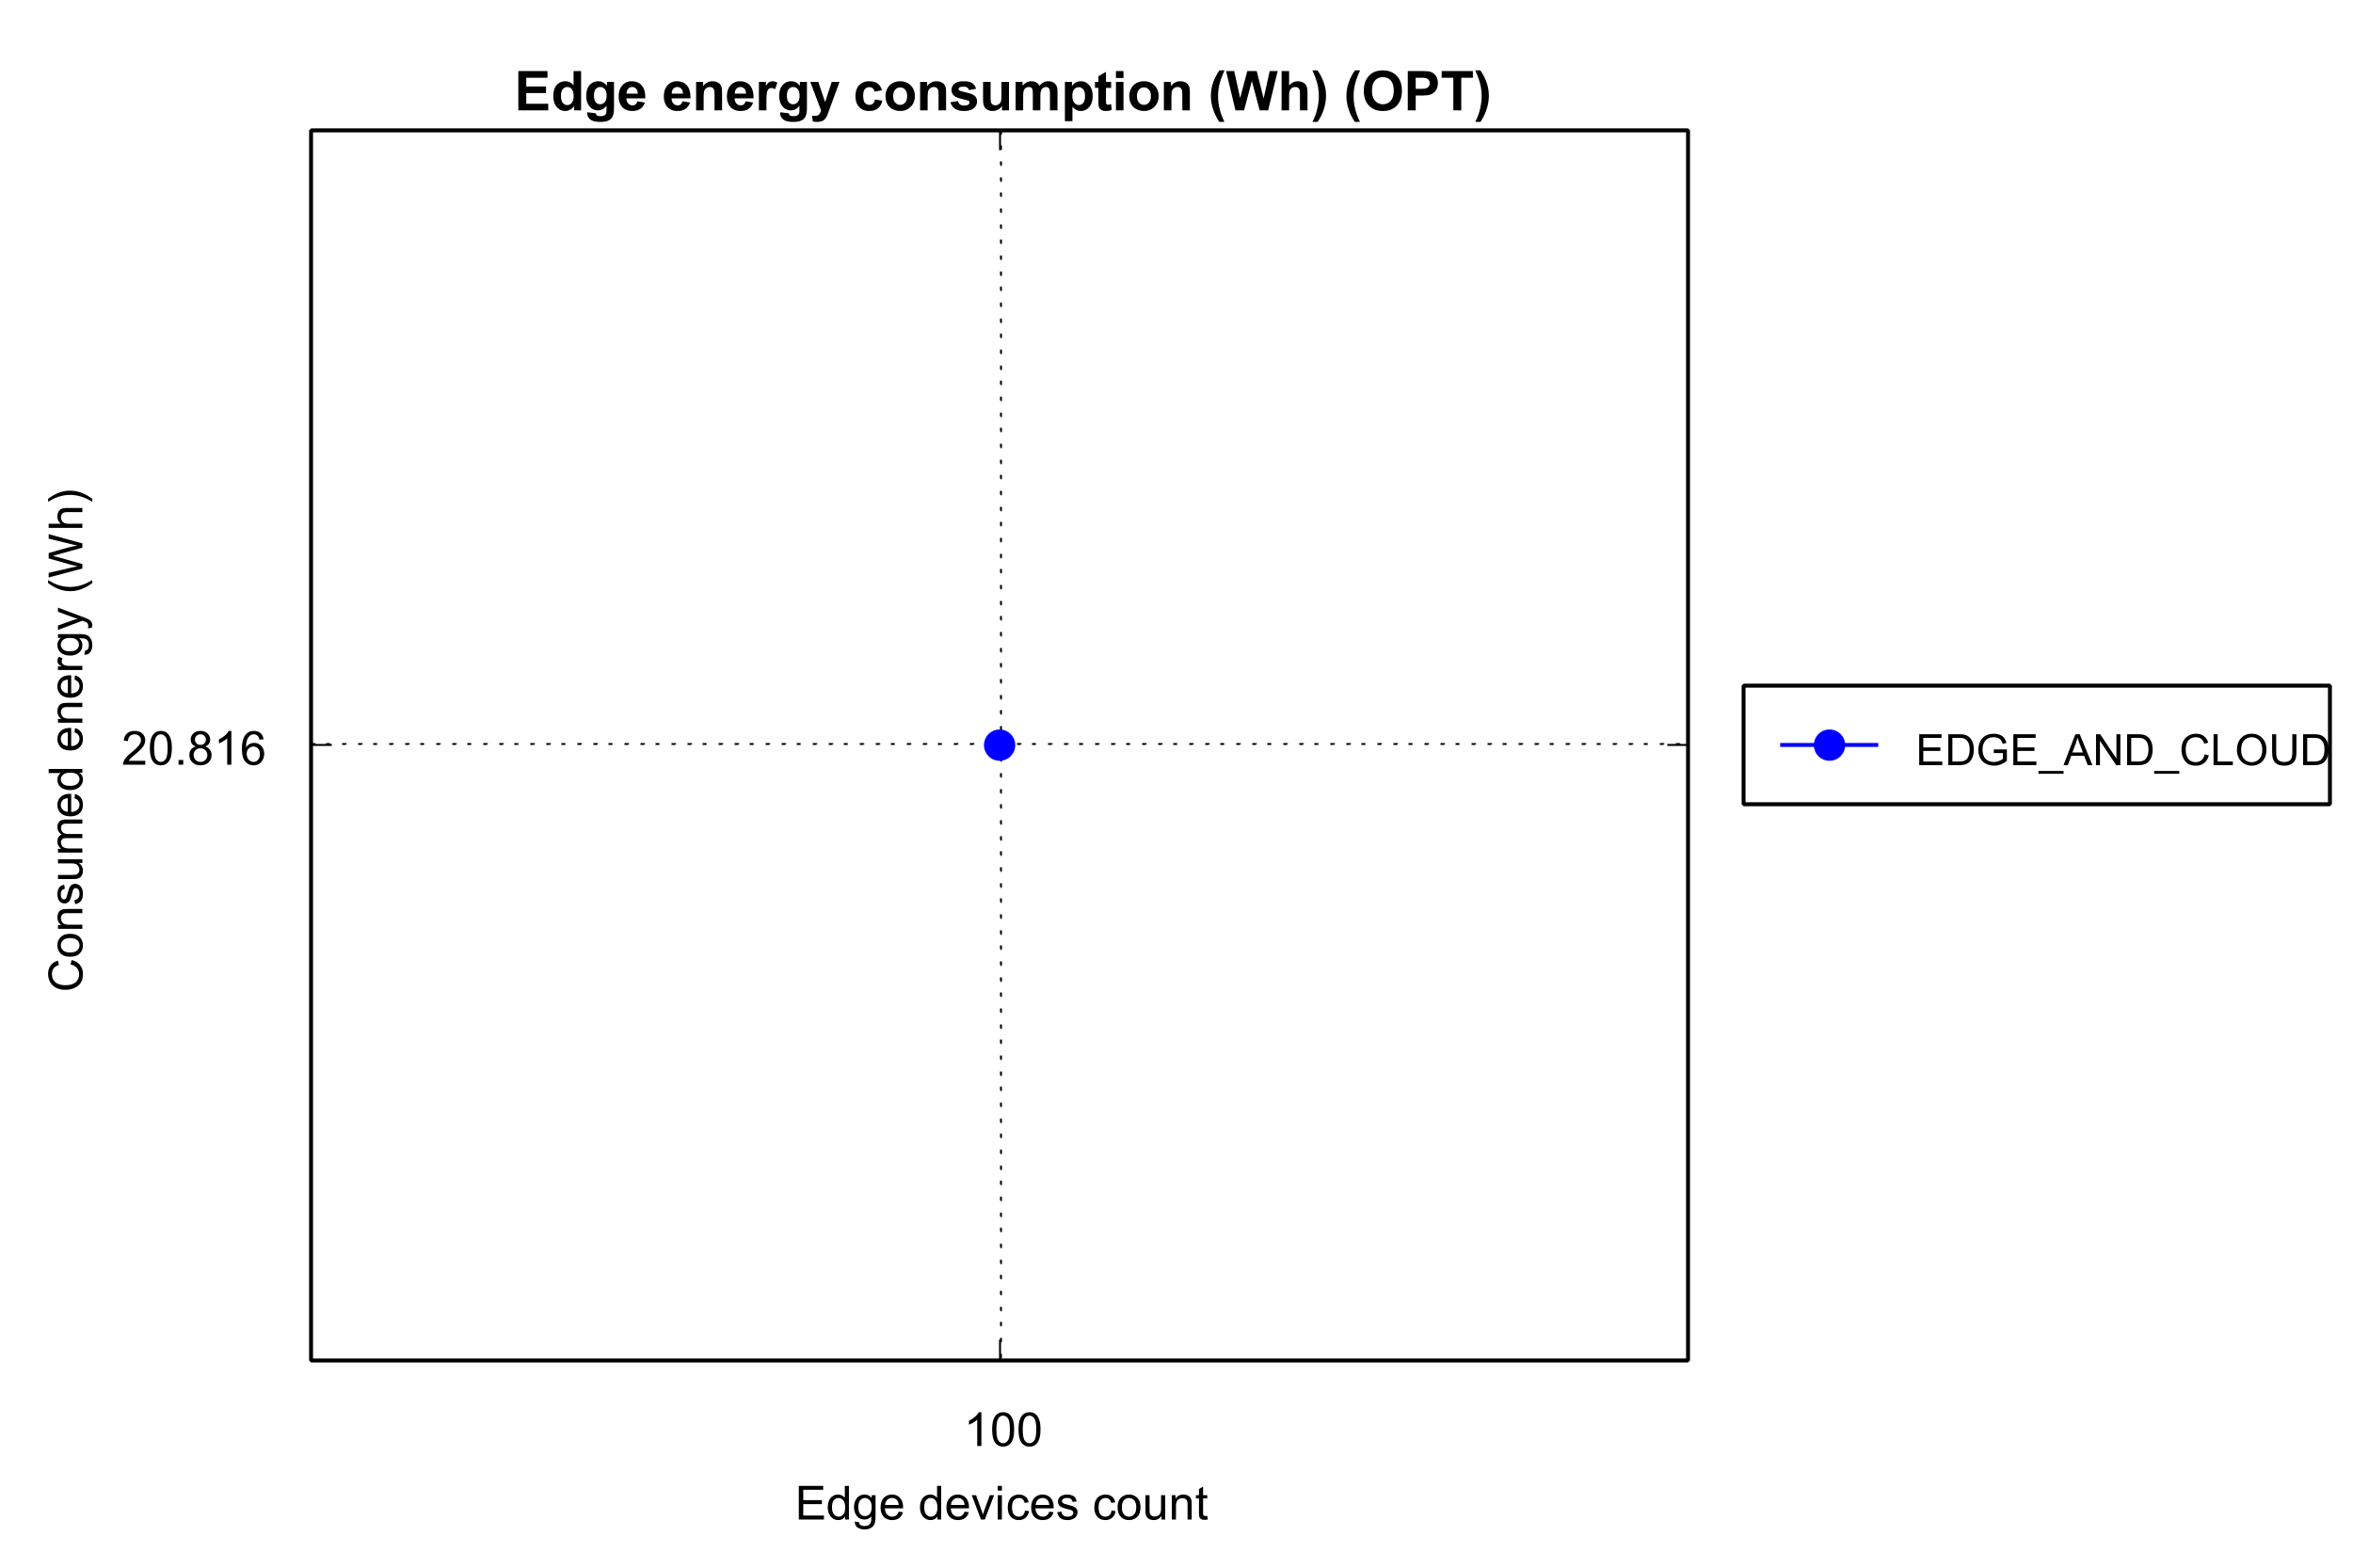 Edge energy consumption (Wh) (OPT)
Consumed energy (Wh)
20.816
EDGE_AND_CLOUD
100
Edge devices count